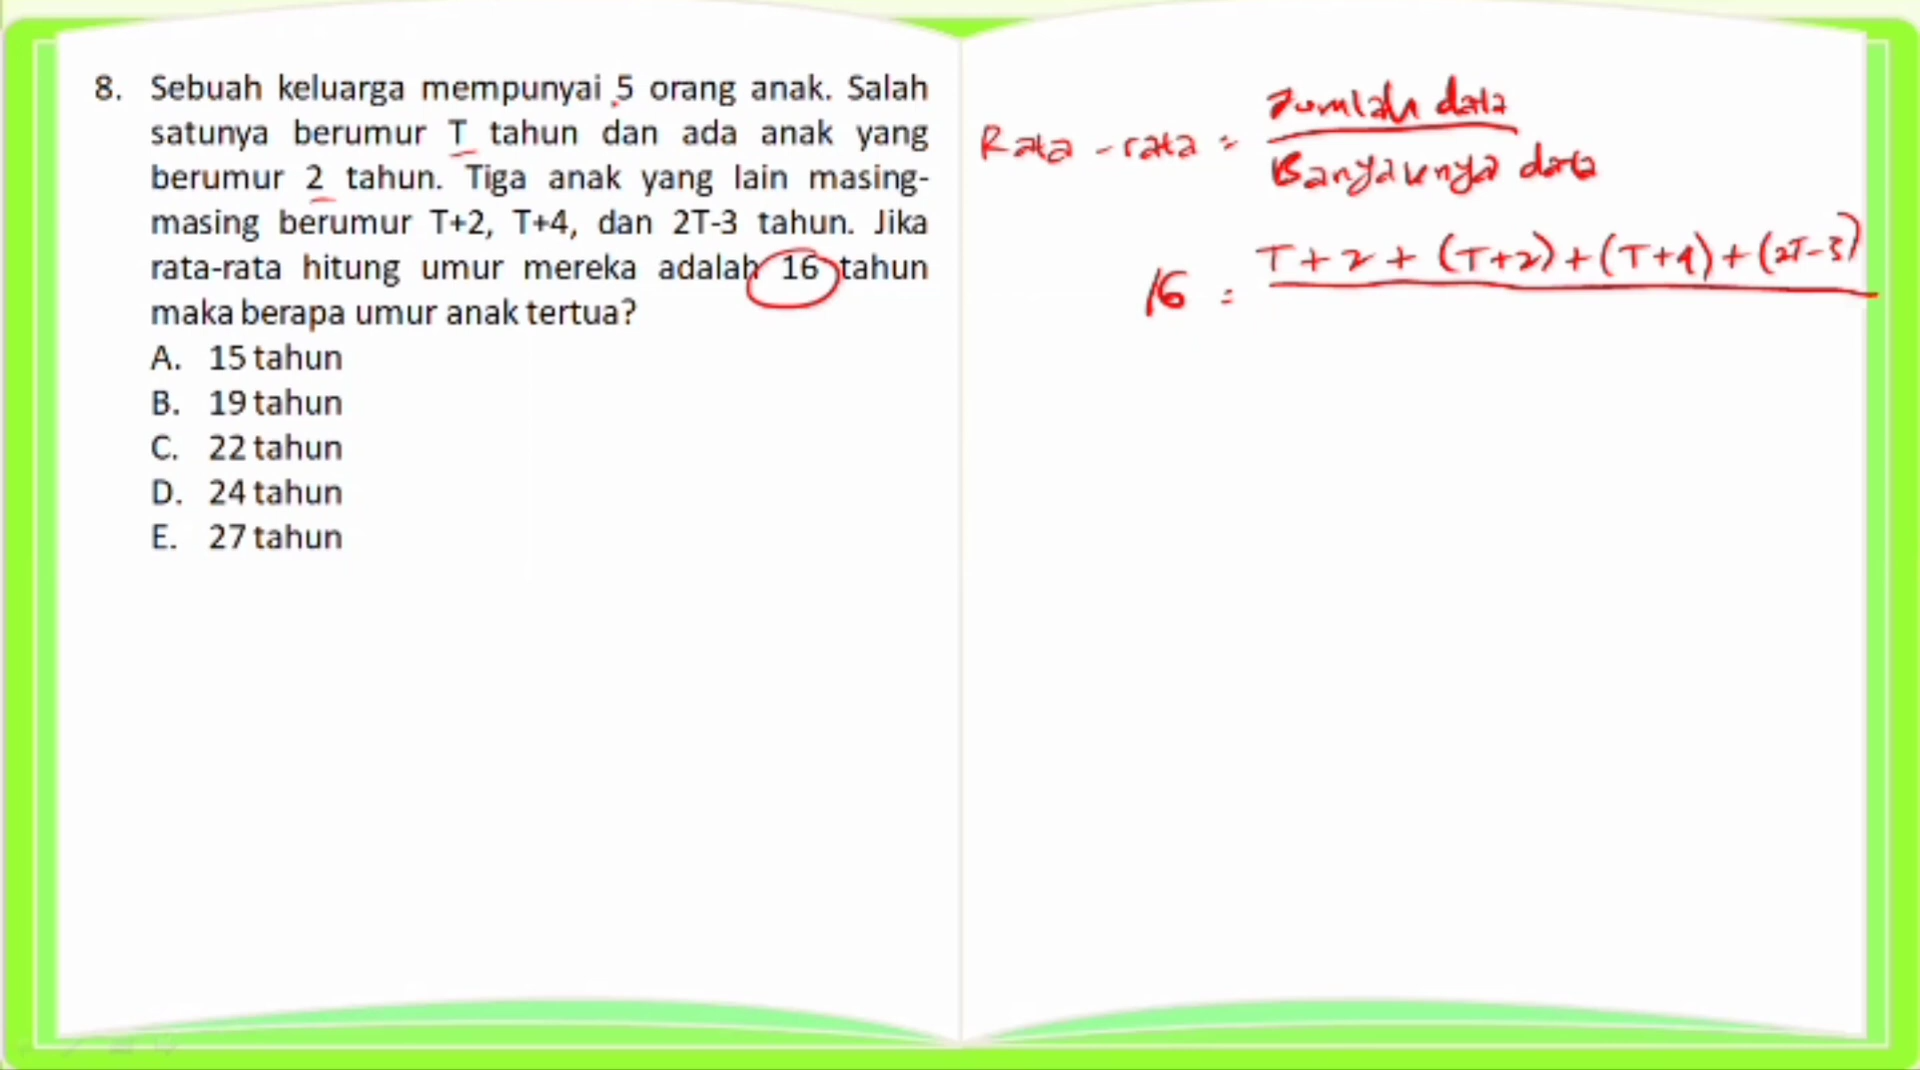 8. Sebuah keluarga mempunyai 5 orang anak. Salah
satunya berumur T tahun dan ada anak yang
berumur 2 tahun. Tiga anak yang lain masing-
masing berumur T+2, T+4, dan 2T-3 tahun. Jika
rata-rata hitung umur mereka adalah 16 tahun
maka berapa umur anak tertua?
A. 15 tahun
B. 19 tahun
C. 22 tahun
D. 24 tahun
E. 27 tahun
Rata-rata = Jumlah data
Banyaknya data
16 = T+2+(T+2)+(T+4)+(2T-3)